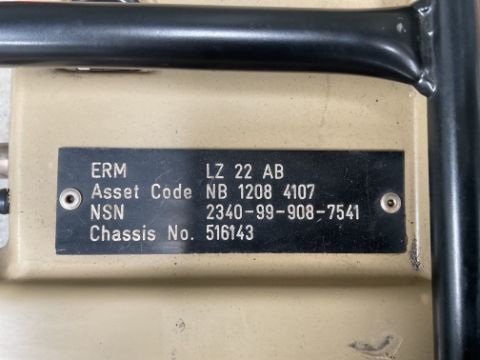 ERM LZ 22 AB
Asset Code NB 1208 4107
NSN 2340-99-908-7541
Chassis No. 516143